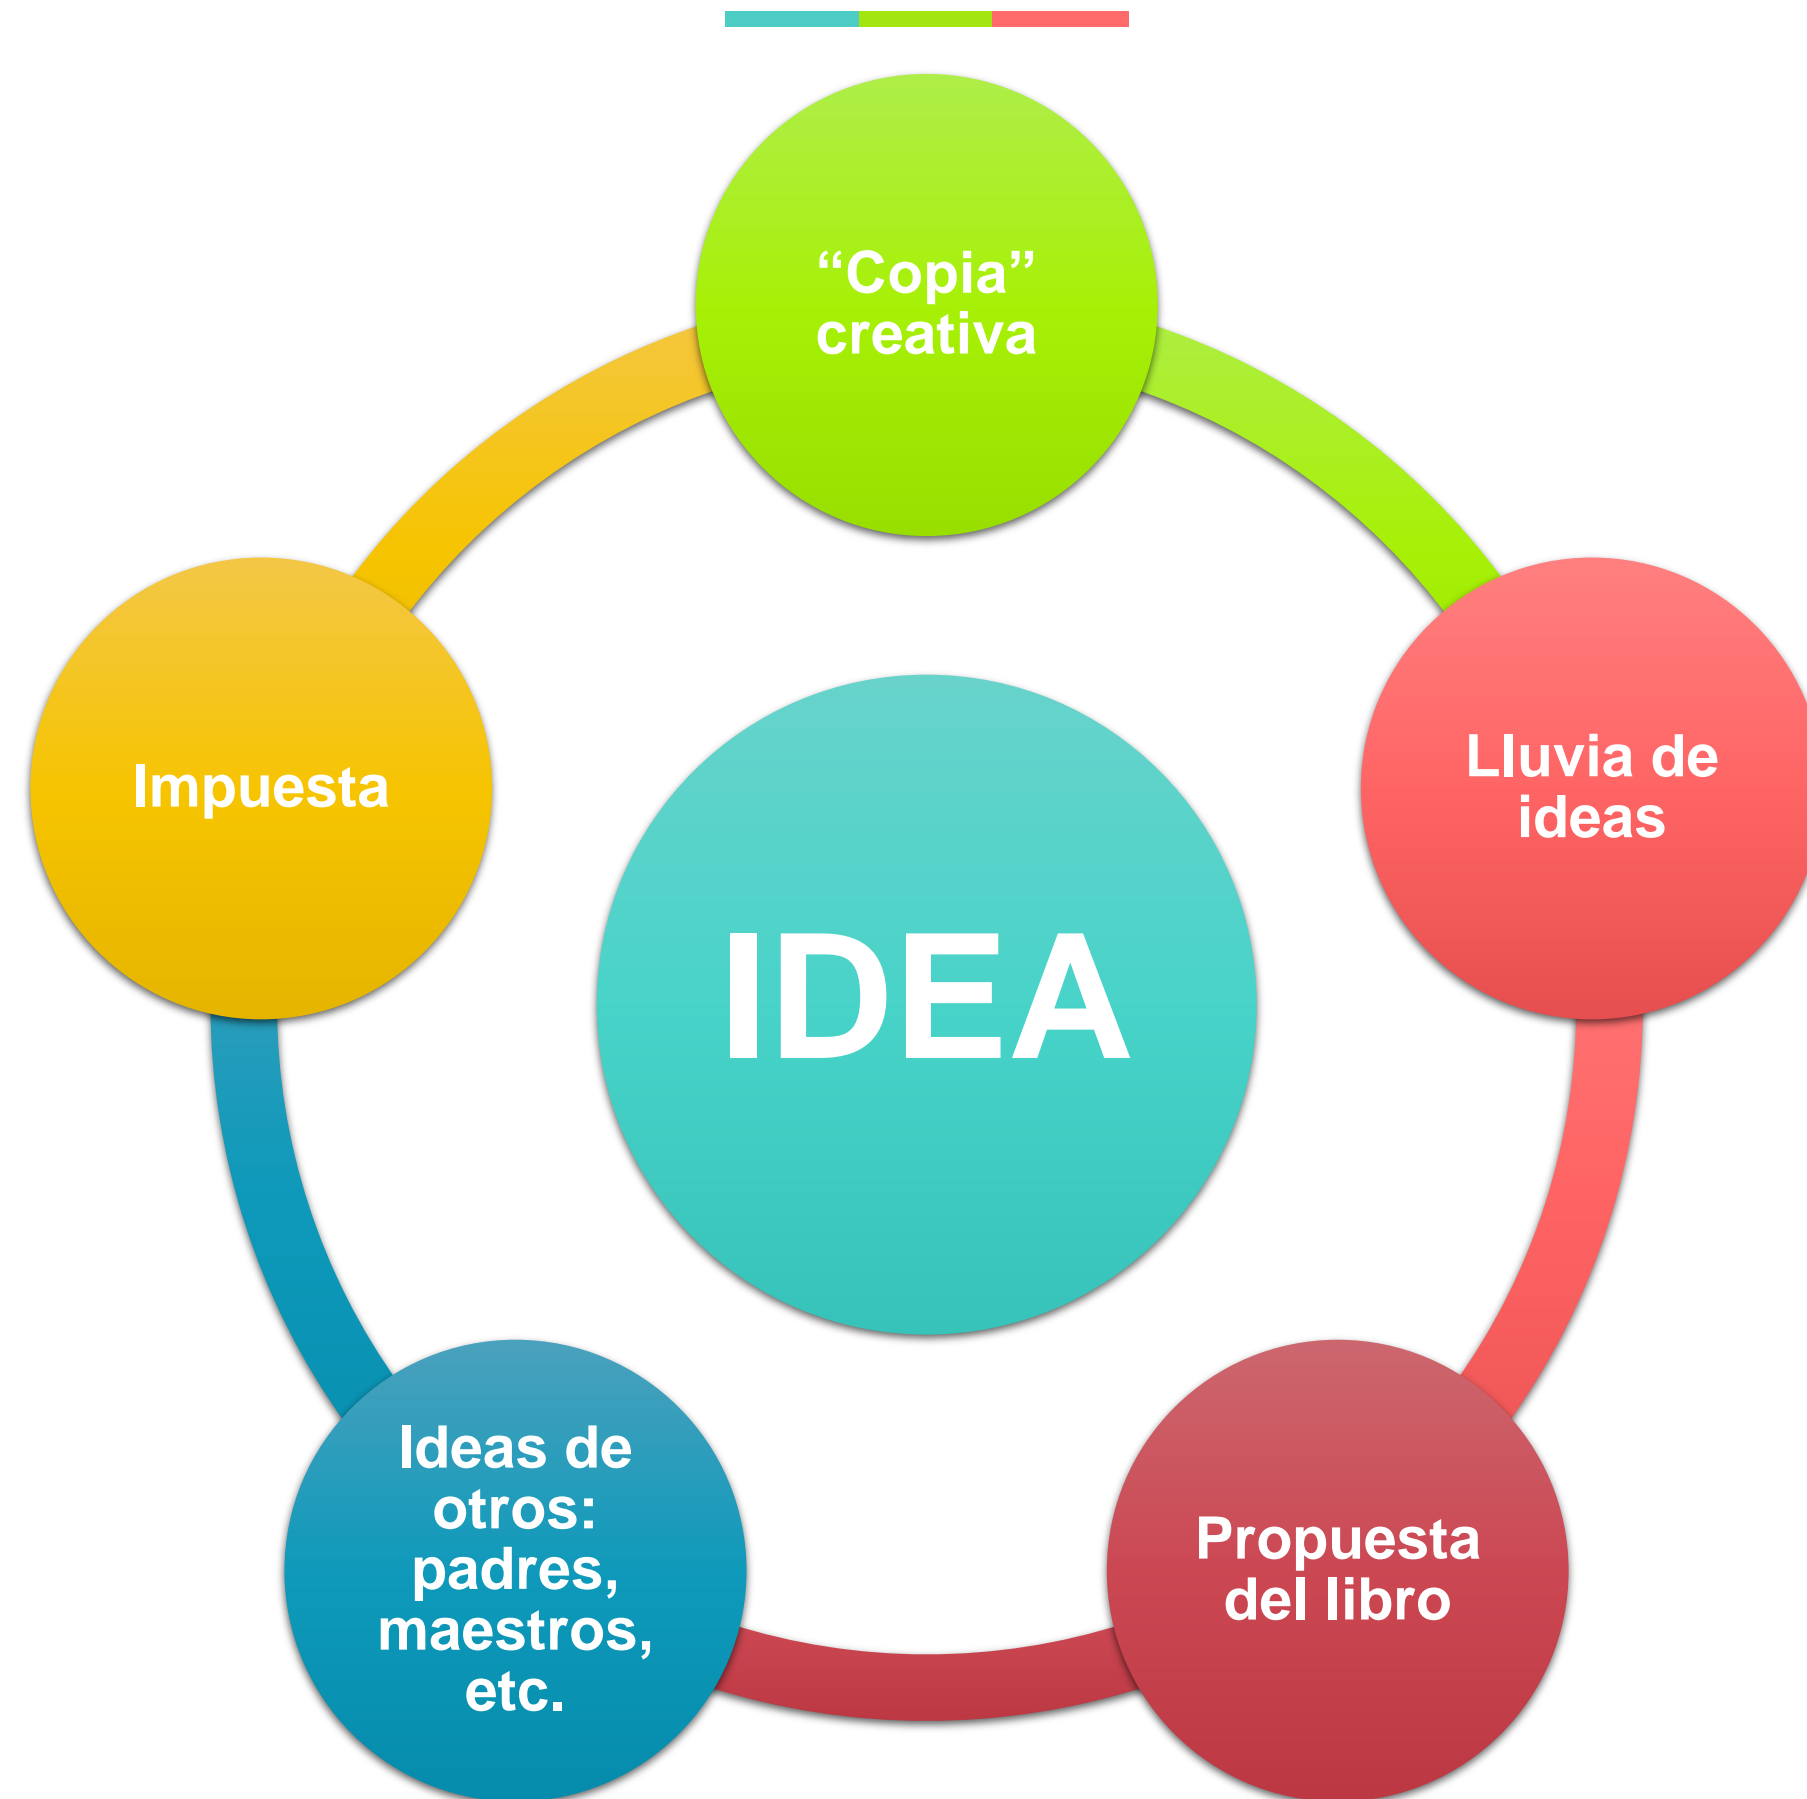 “Copia”
creativa
Impuesta
Lluvia de
ideas
IDEA
Ideas de
otros:
padres,
maestros,
etc.
Propuesta
del libro